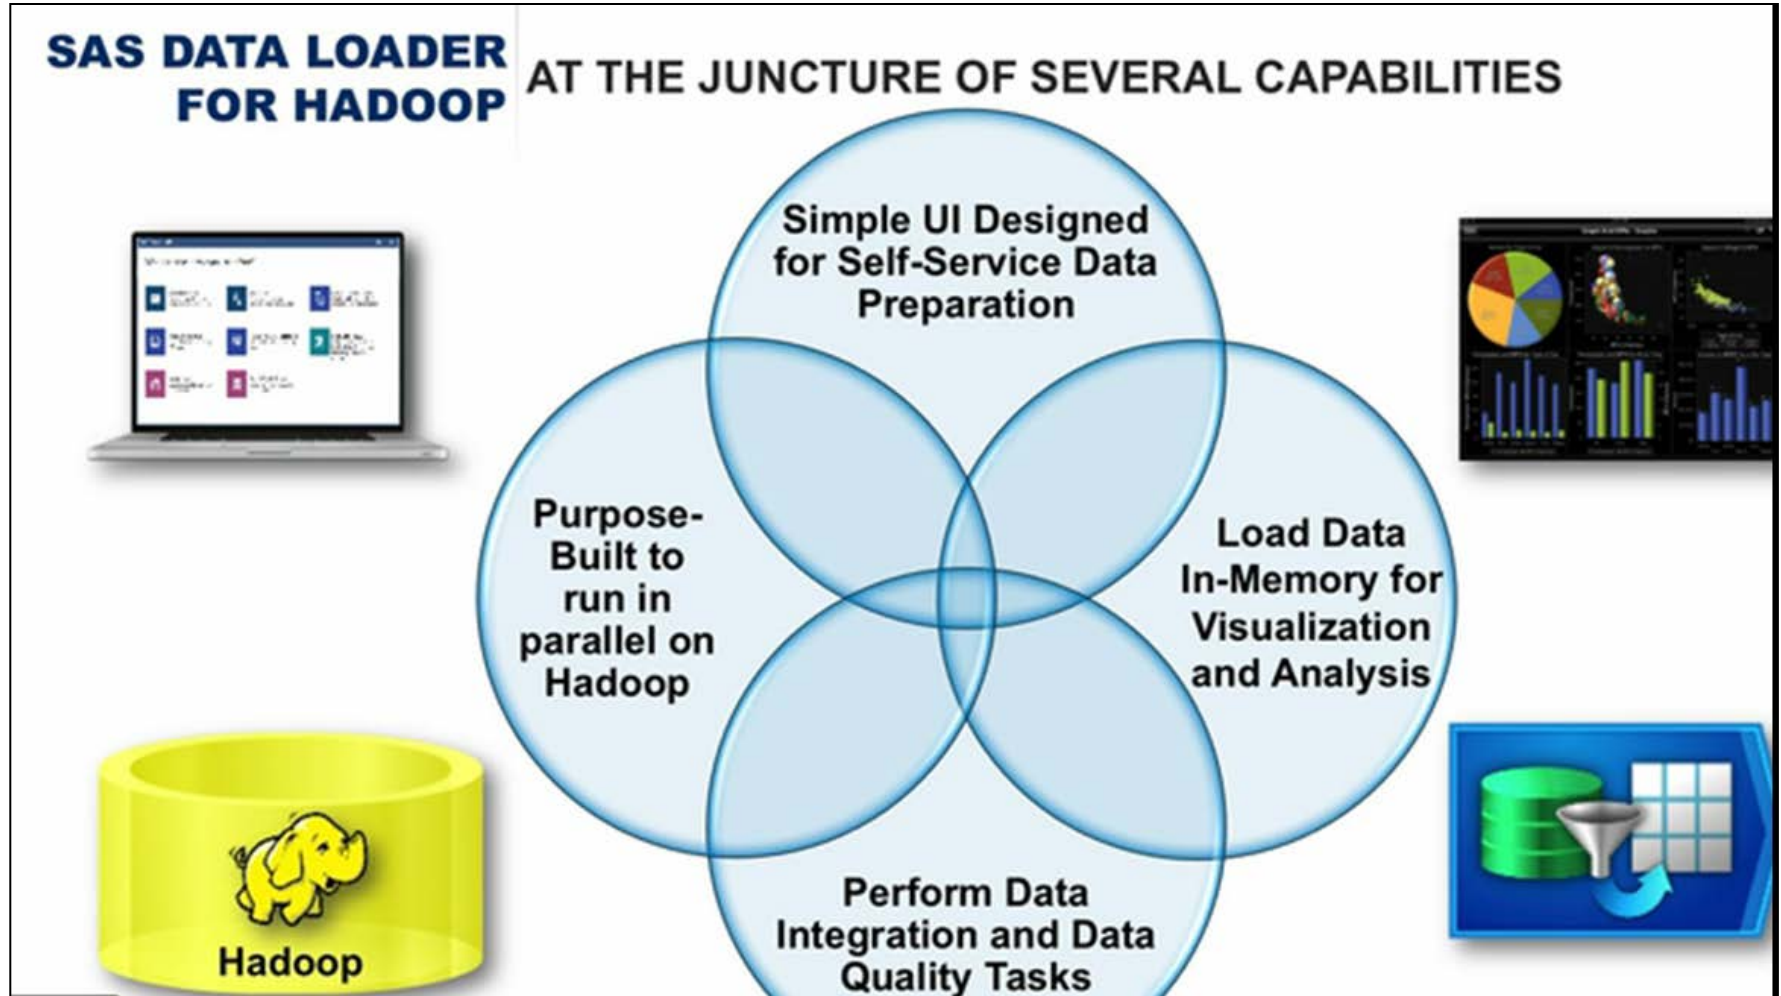 SAS DATA LOADER
FOR HADOOP
AT THE JUNCTURE OF SEVERAL CAPABILITIES
Simple UI Designed
for Self-Service Data
Preparation
Purpose-
Built to
run in
parallel on
Hadoop
Load Data
In-Memory for
Visualization
and Analysis
Perform Data
Integration and Data
Quality Tasks
Hadoop